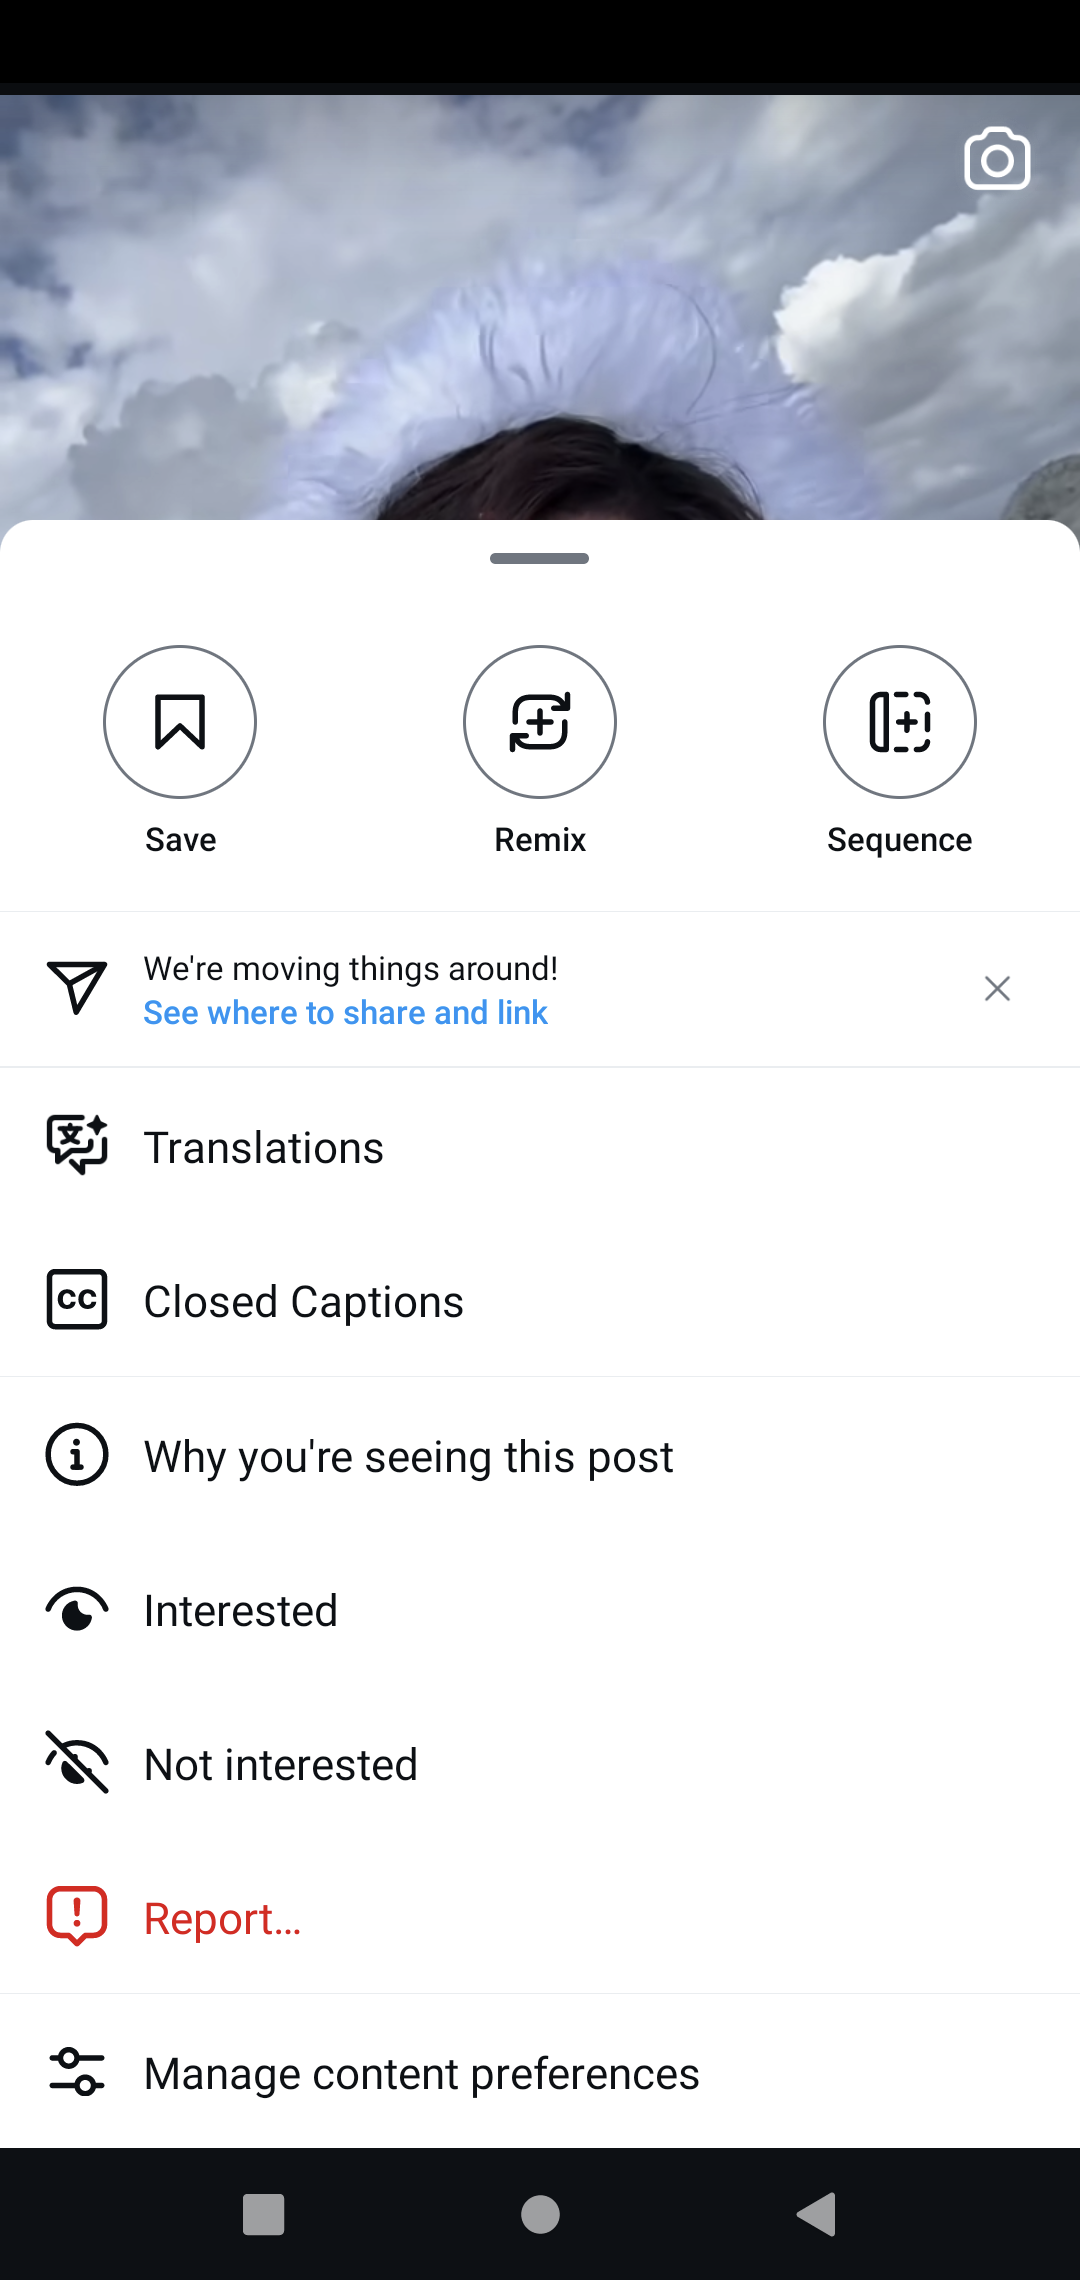 Save
Remix
Sequence
We're moving things around!
See where to share and link
Translations
CC
Closed Captions
Why you're seeing this post
Interested
Not interested
Report...
Manage content preferences